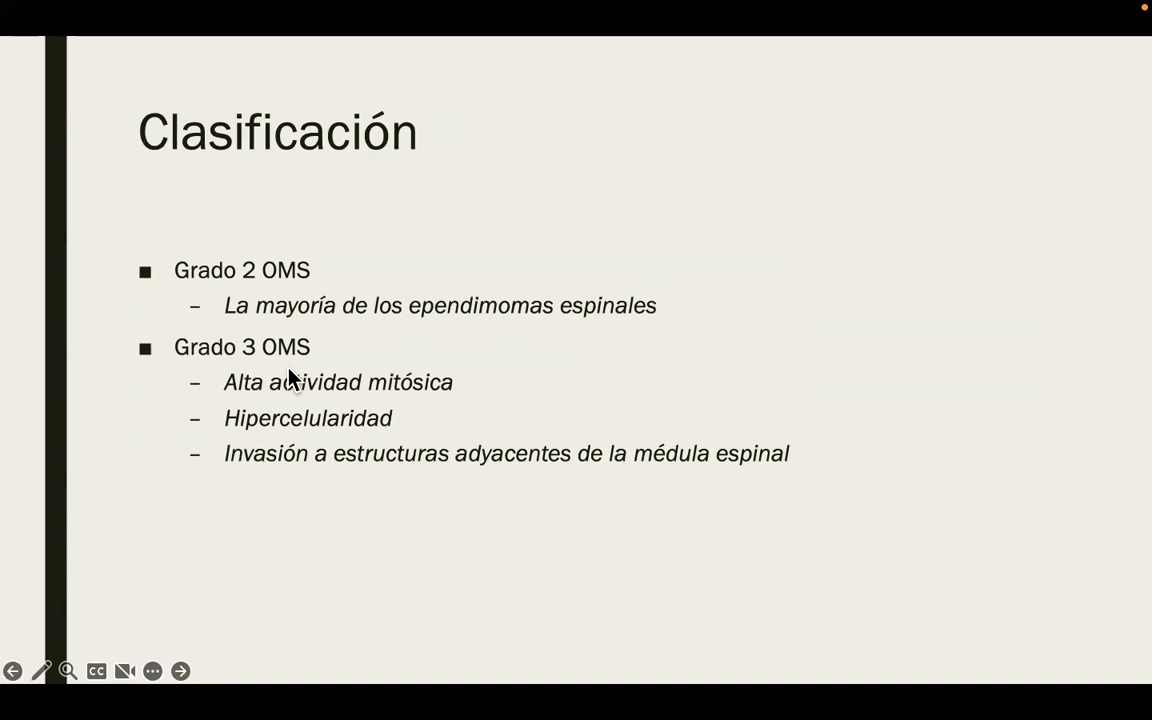 Clasificación
■ Grado 2 OMS
– La mayoría de los ependimomas espinales
■ Grado 3 OMS
– Alta actividad mitósica
– Hipercelularidad
– Invasión a estructuras adyacentes de la médula espinal
CC